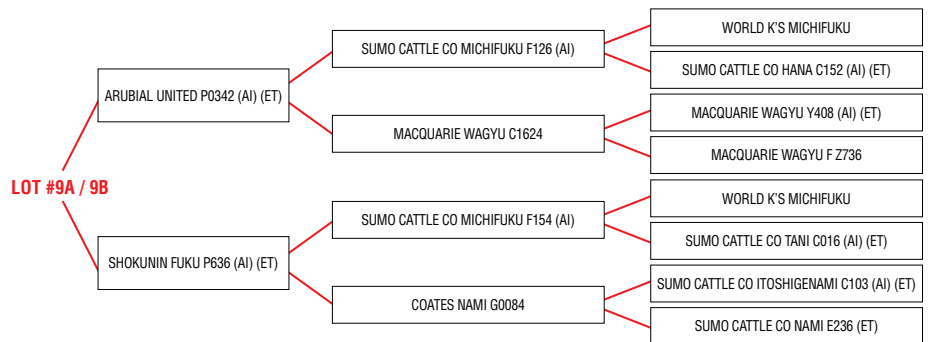 WORLD K'S MICHIFUKU
SUMO CATTLE CO MICHIFUKU F126 (AI)
SUMO CATTLE CO HANA C152 (AI) (ET)
ARUBIAL UNITED P0342 (AI) (ET)
MACQUARIE WAGYU Y408 (AI) (ET)
MACQUARIE WAGYU C1624
MACQUARIE WAGYU F Z736
LOT #9A / 9B
WORLD K'S MICHIFUKU
SUMO CATTLE CO MICHIFUKU F154 (AI)
SUMO CATTLE CO TANI C016 (AI) (ET)
SHOKUNIN FUKU P636 (AI) (ET)
SUMO CATTLE CO ITOSHIGENAMI C103 (AI) (ET)
COATES NAMI G0084
SUMO CATTLE CO NAMI E236 (ET)